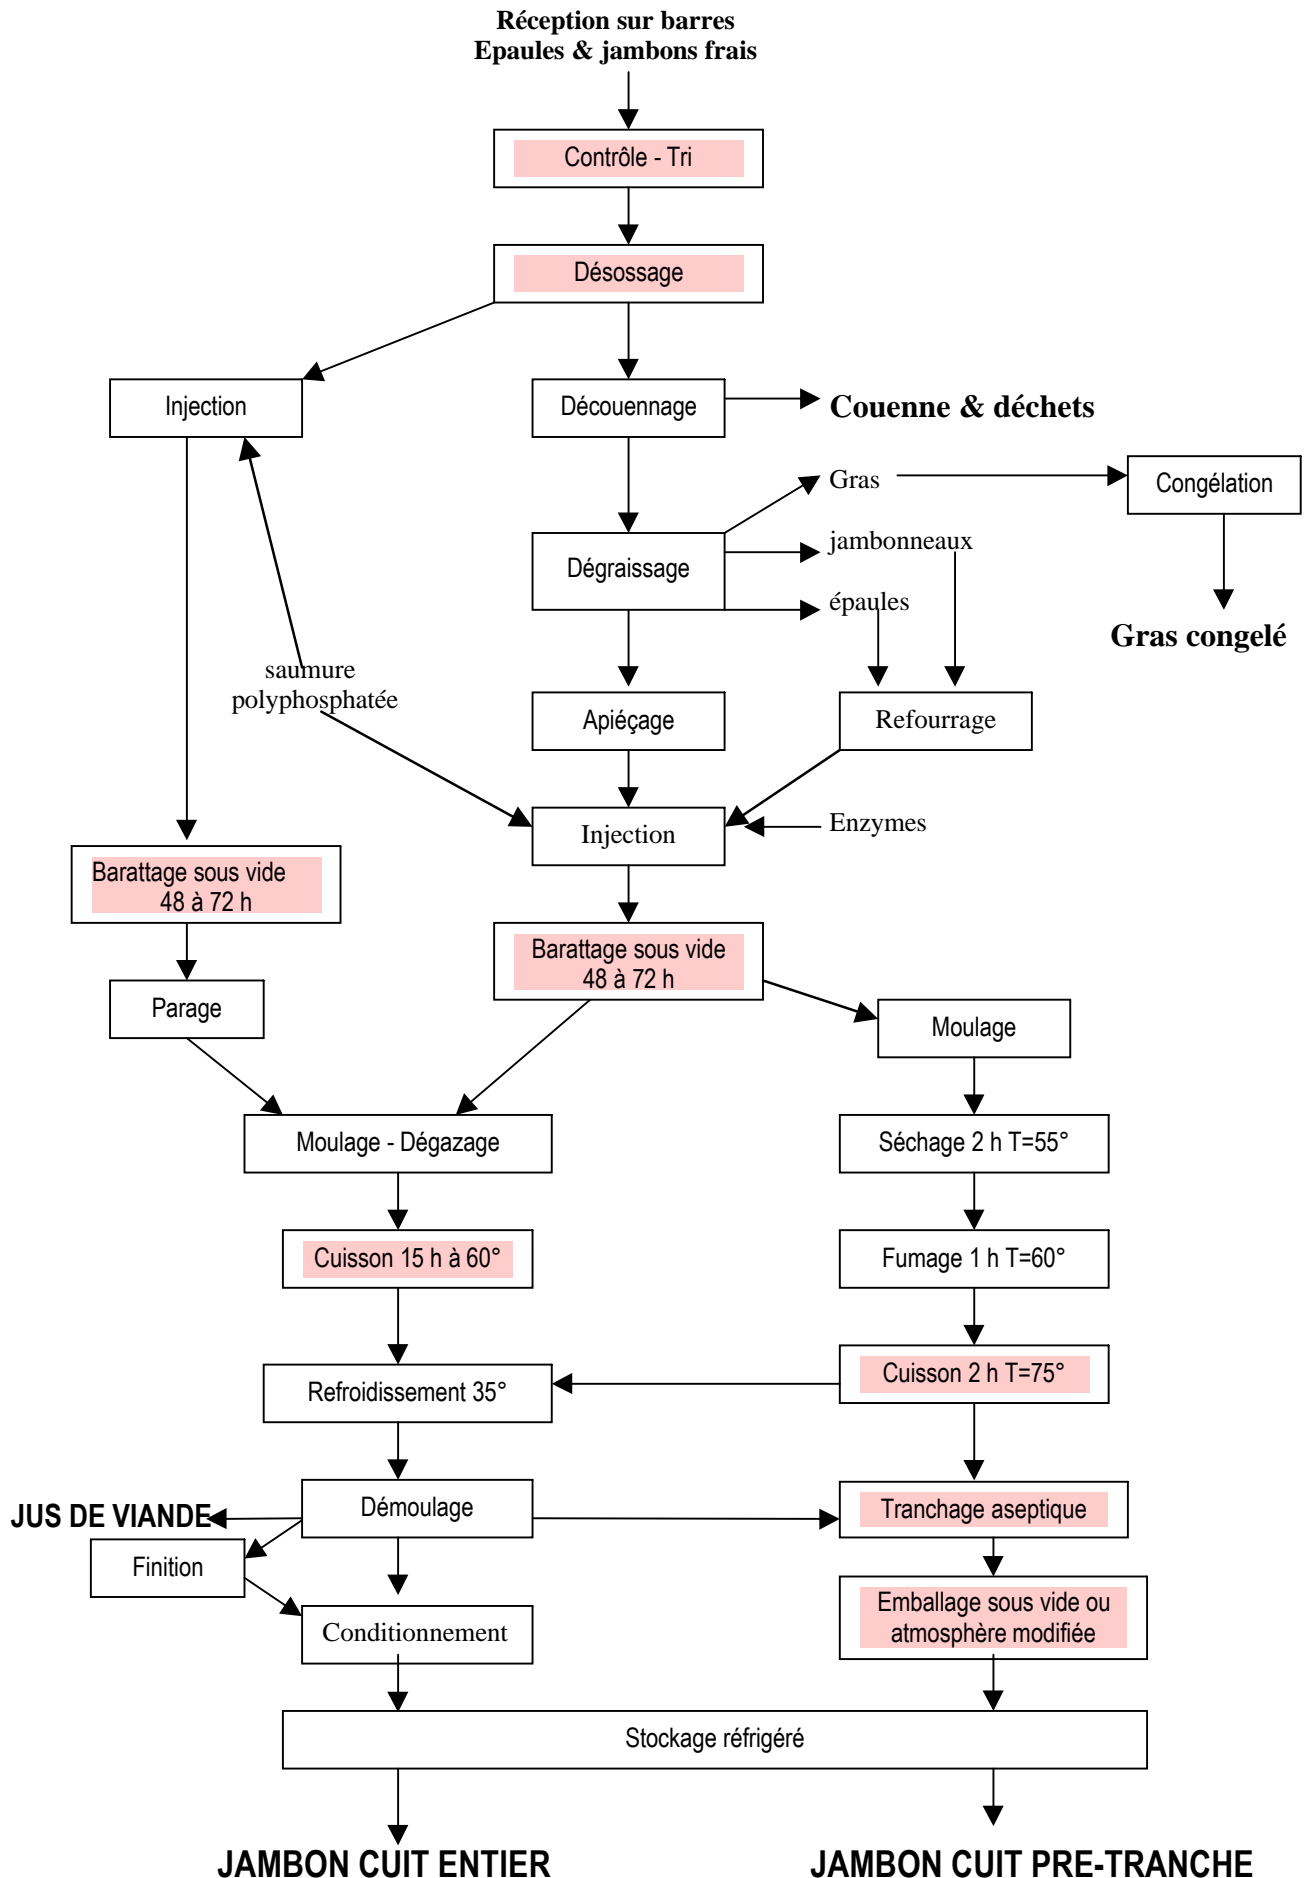 Réception sur barres
Epaules & jambons frais
Contrôle - Tri
Désossage
Injection
Découennage
Couenne & déchets
Gras
Congélation
jambonneaux
Dégraissage
épaules
Gras congelé
saumure
polyphosphatée
Apiéçage
Refourrage
Injection
Enzymes
Barattage sous vide
48 à 72 h
Barattage sous vide
48 à 72 h
Parage
Moulage
Moulage - Dégazage
Séchage 2 h T=55°
Cuisson 15 h à 60°
Fumage 1 h T=60°
Refroidissement 35°
Cuisson 2 h T=75°
JUS DE VIANDE
Démoulage
Tranchage aseptique
Finition
Conditionnement
Emballage sous vide ou
atmosphère modifiée
Stockage réfrigéré
JAMBON CUIT ENTIER
JAMBON CUIT PRE-TRANCHE